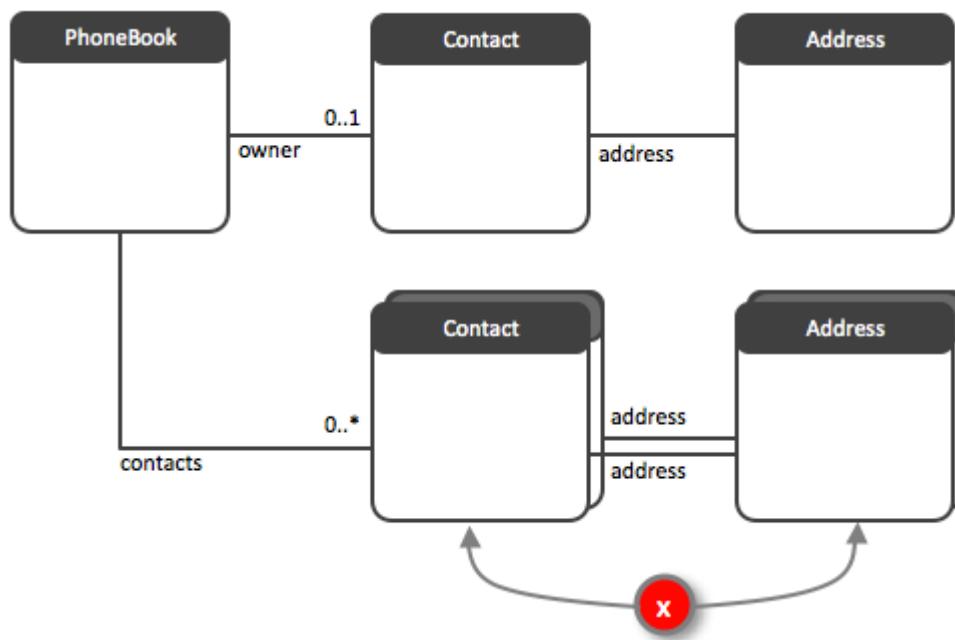 PhoneBook
Contact
Address
0..1
owner
address
Contact
Address
0..*
contacts
address
address
x